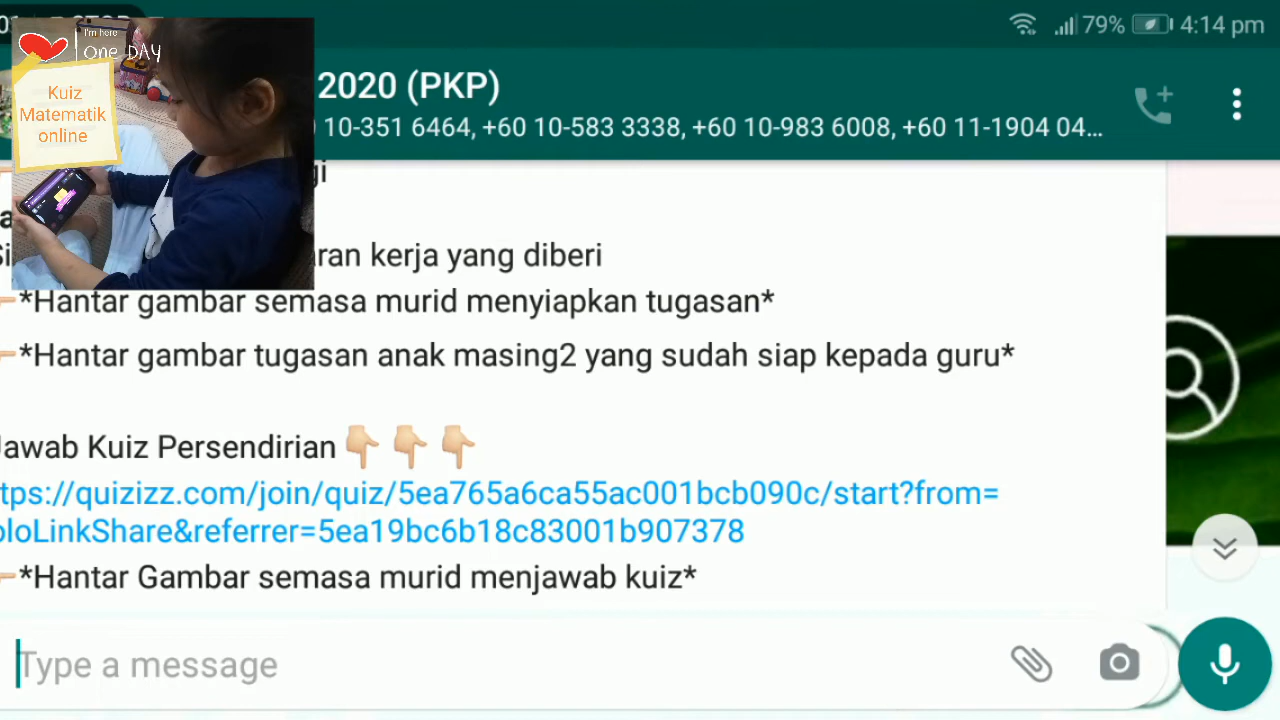 79% 4:14 pm
I'm here
One DAY
Kuiz
Matematik
online
2020 (PKP)
10-351 6464, +60 10-583 3338, +60 10-983 6008, +60 11-1904 04...
kerja yang diberi
*Hantar gambar semasa murid menyiapkan tugasan*
*Hantar gambar tugasan anak masing2 yang sudah siap kepada guru*
Jawab Kuiz Persendirian
tps://quizizz.com/join/quiz/5ea765a6ca55ac001bcb090c/start?from=
oloLinkShare&referrer=5ea19bc6b18c83001b907378
*Hantar Gambar semasa murid menjawab kuiz*
Type a message